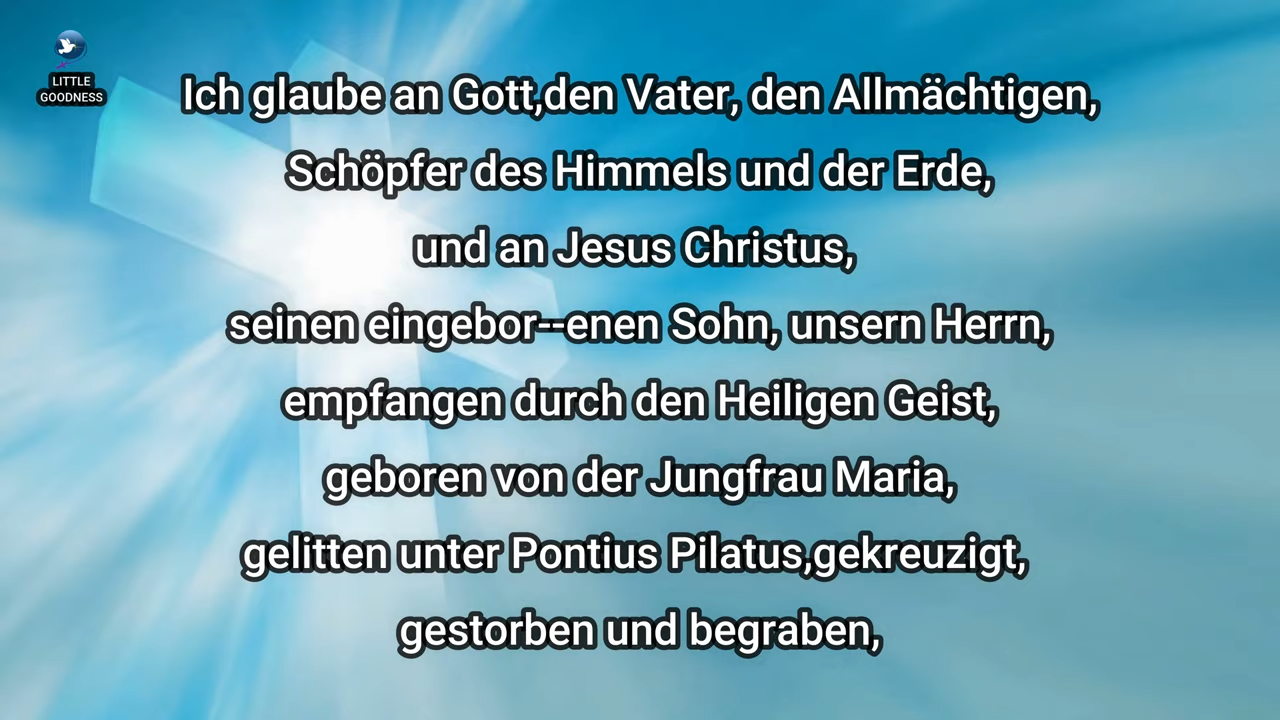 LITTLE
GOODNESS
Ich glaube an Gott,den Vater, den Allmächtigen,
Schöpfer des Himmels und der Erde,
und an Jesus Christus,
seinen eingebor--enen Sohn, unsern Herrn,
empfangen durch den Heiligen Geist,
geboren von der Jungfrau Maria,
gelitten unter Pontius Pilatus,gekreuzigt,
gestorben und begraben,